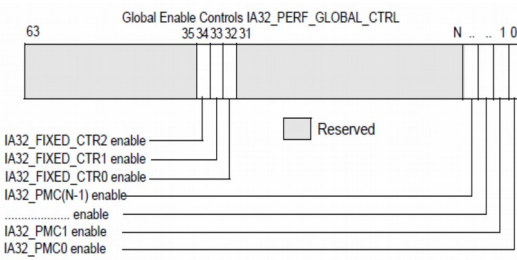 Global Enable Controls IA32_PERF_GLOBAL_CTRL
63 35 34 33 32 31 N .. .. 1 0
Reserved
IA32_FIXED_CTR2 enable
IA32_FIXED_CTR1 enable
IA32_FIXED_CTR0 enable
IA32_PMC(N-1) enable
.................... enable
IA32_PMC1 enable
IA32_PMC0 enable